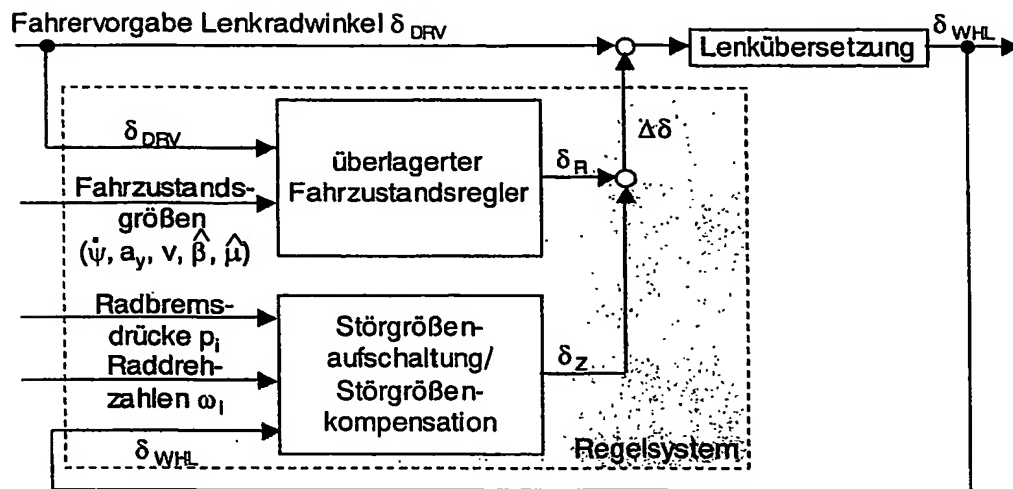 Fahrervorgabe Lenkradwinkel δ DRV
Lenkübersetzung
δ WHL
δ DRV
überlagerter
Fahrzustandsregler
δ R
Δδ
Fahrzustands-
größen
(ψ̇, a_y, v, β̂, μ̂)
Radbrems-
drücke p_i
Raddreh-
zahlen ω_i
δ WHL
Störgrößen-
aufschaltung/
Störgrößen-
kompensation
δ Z
Regelsystem